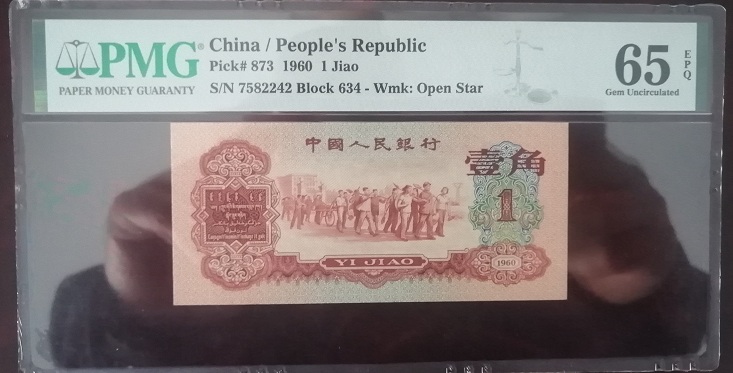 PMG
PAPER MONEY GUARANTY
China / People's Republic
Pick# 873 1960 1 Jiao
S/N 7582242 Block 634 - Wmk: Open Star
65 EPQ
Gem Uncirculated
中國人民銀行
壹角
1
YI JIAO
1960